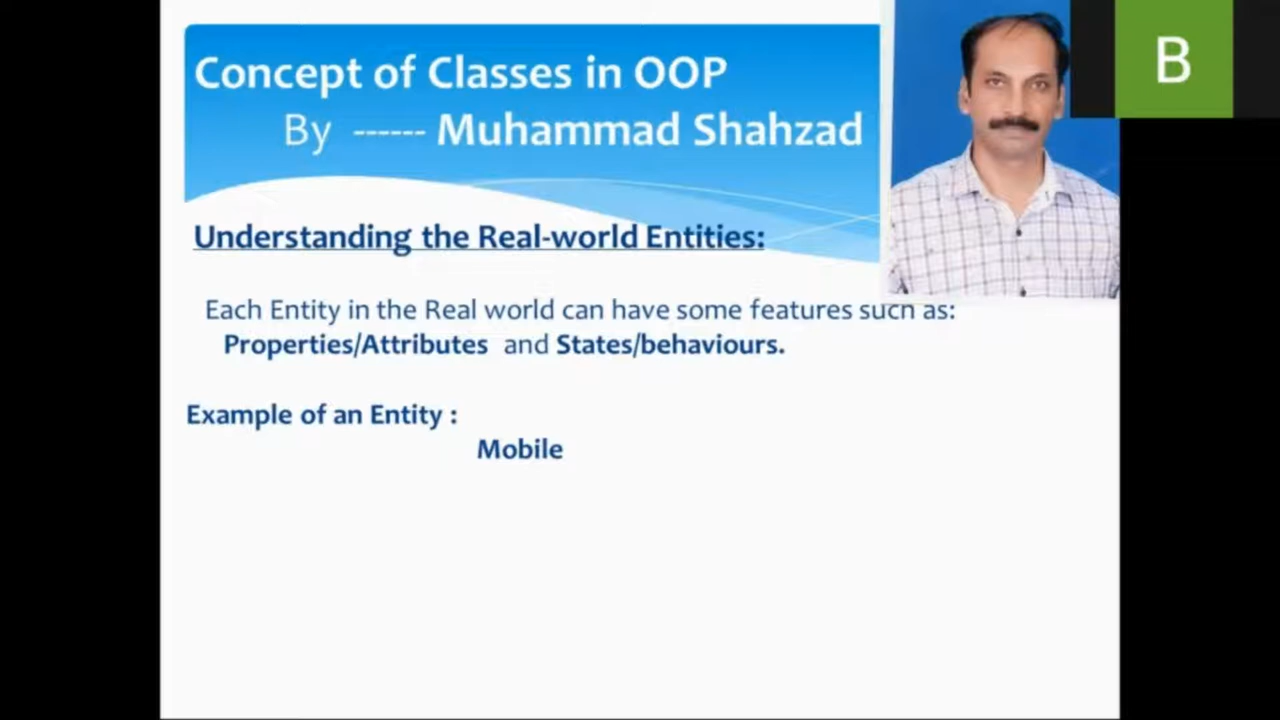 Concept of Classes in OOP
By ------ Muhammad Shahzad
B
Understanding the Real-world Entities:
Each Entity in the Real world can have some features such as:
Properties/Attributes and States/behaviours.
Example of an Entity :
Mobile